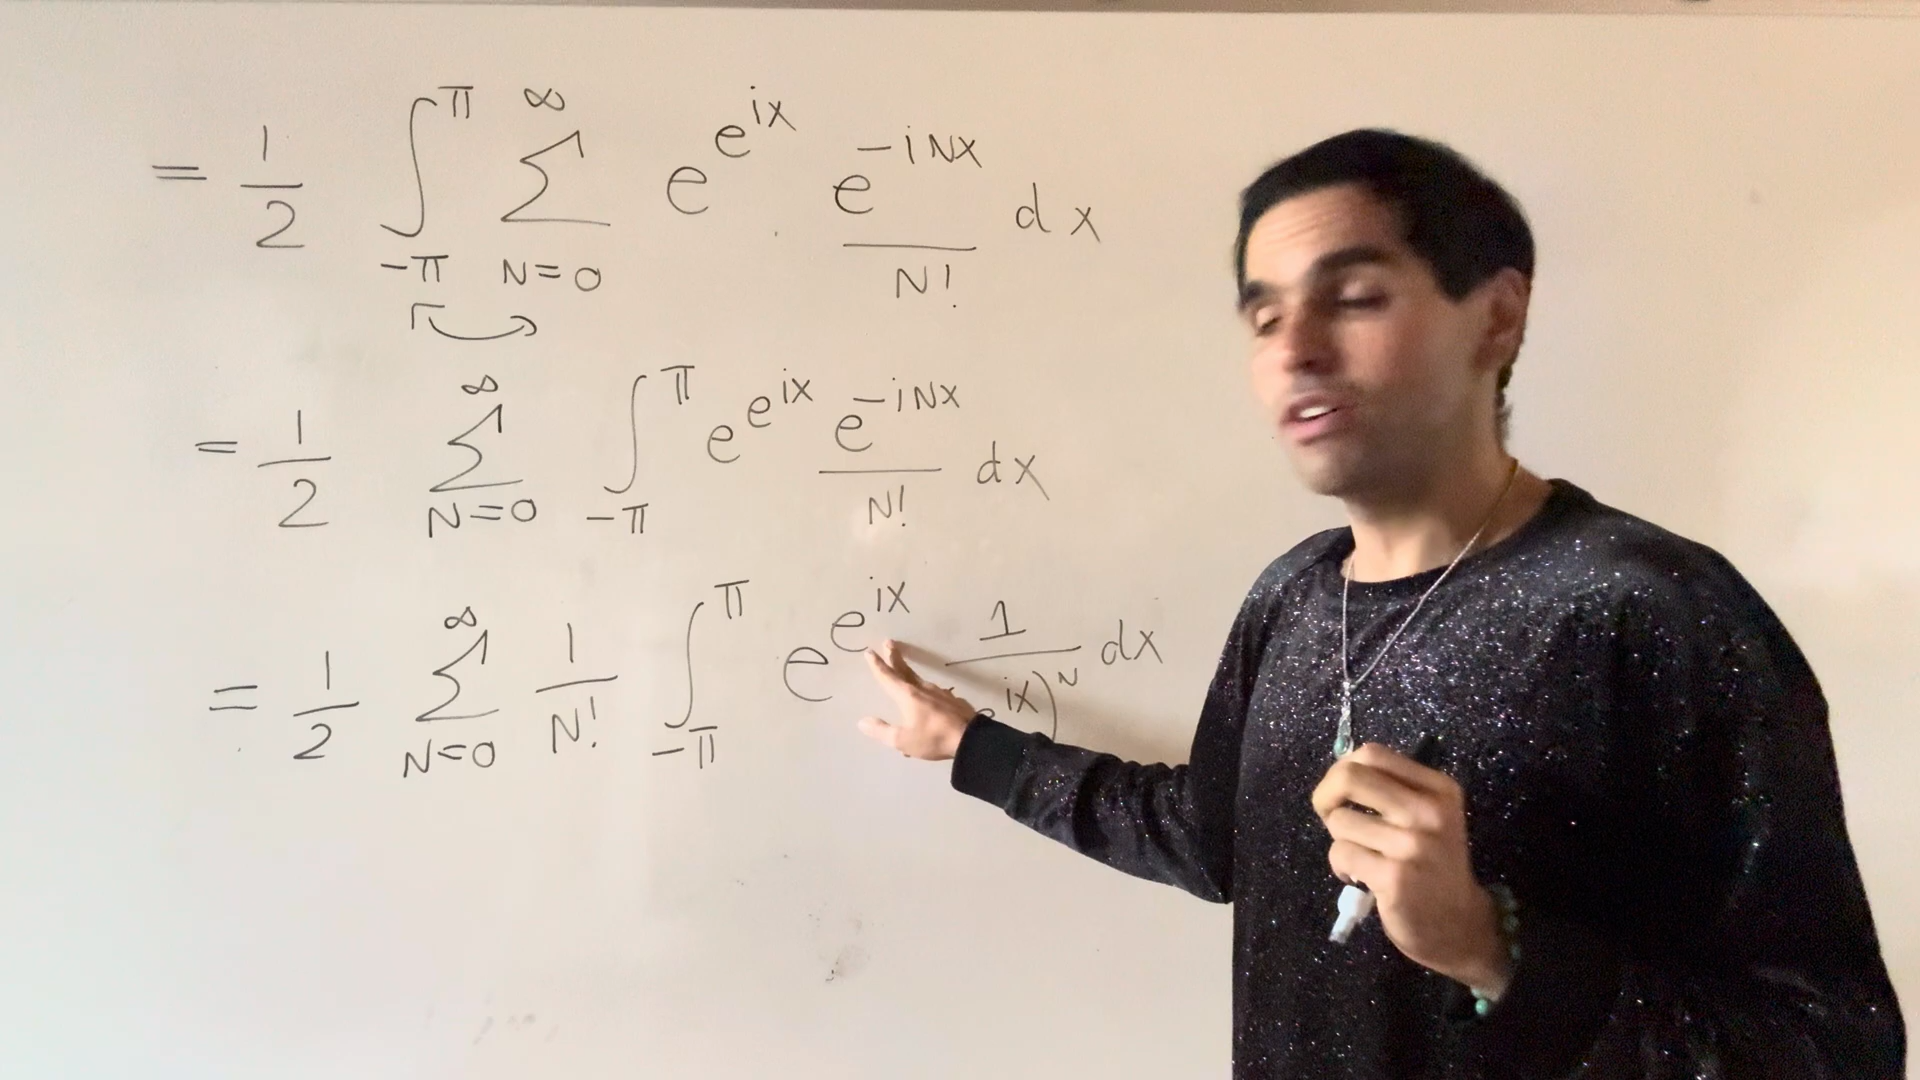 = 1/2 ∫_{-π}^{π} ∑_{N=0}^{∞} e^{e^{ix}} e^{-iNx}/N! dx
= 1/2 ∑_{N=0}^{∞} ∫_{-π}^{π} e^{e^{ix}} e^{-iNx}/N! dx
= 1/2 ∑_{N=0}^{∞} 1/N! ∫_{-π}^{π} e^{e^{ix}} 1/(e^{ix})^N dx